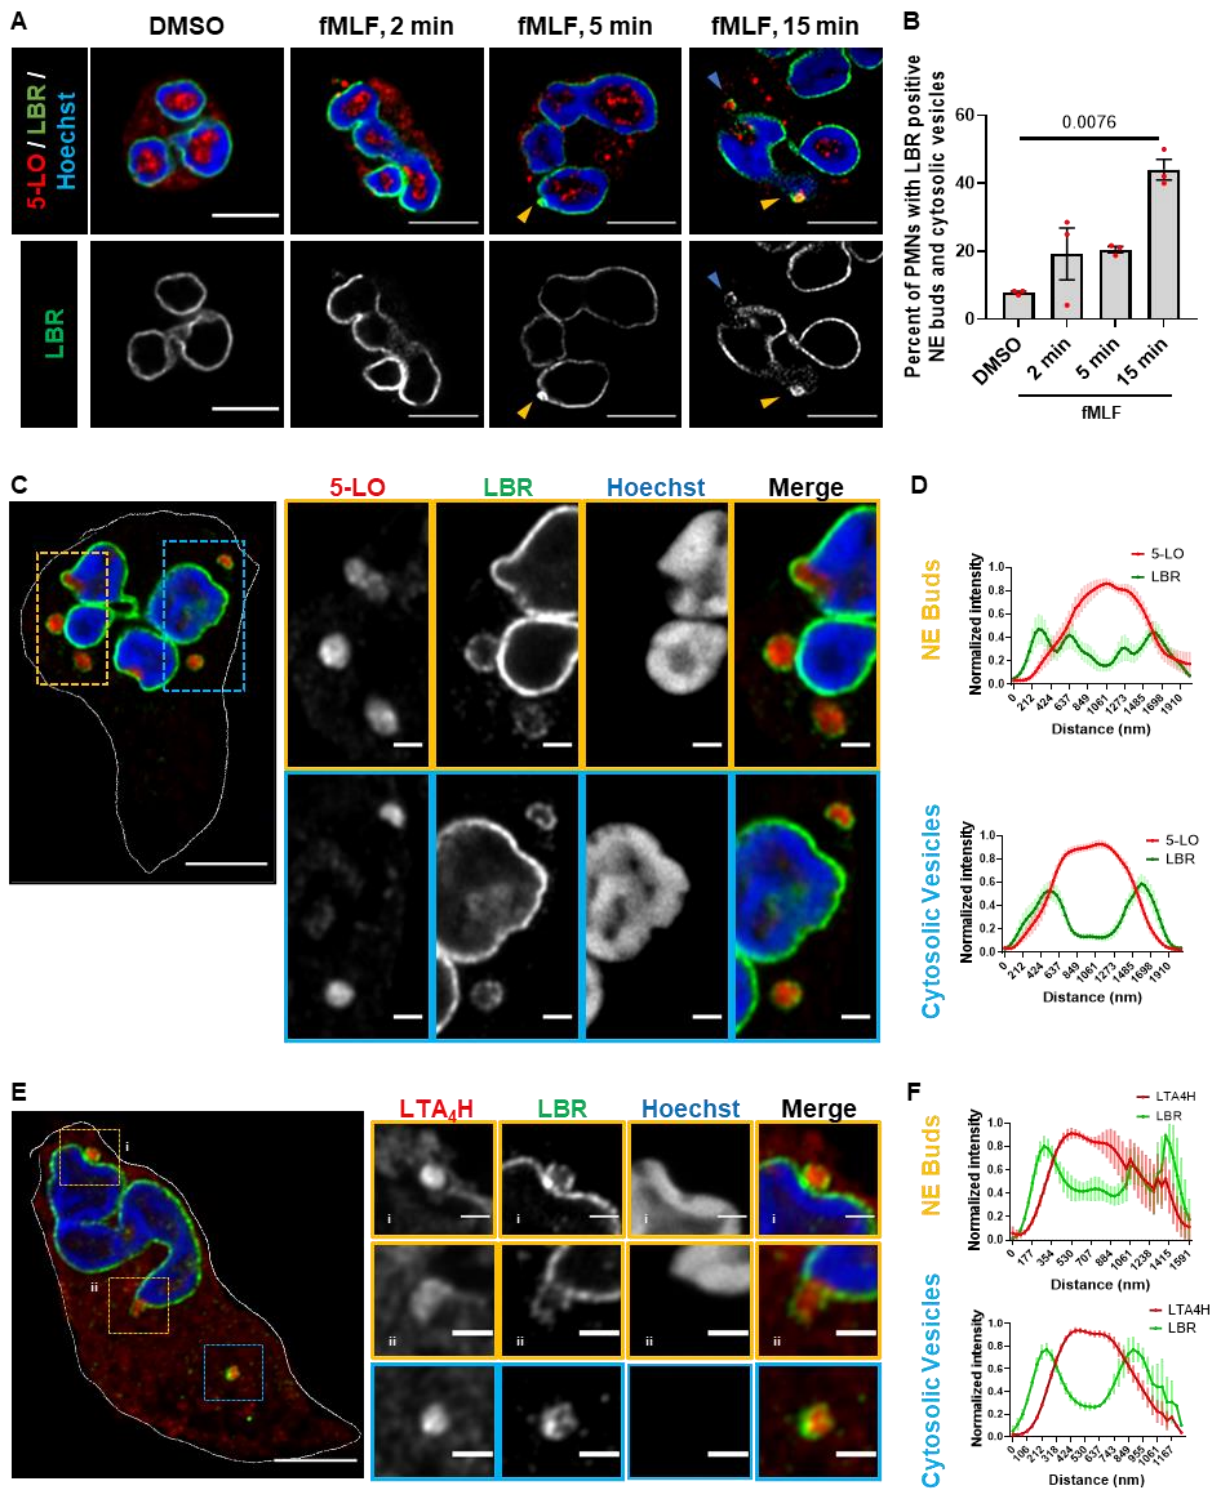 A
DMSO
fMLF, 2 min
fMLF, 5 min
fMLF, 15 min
5-LO / LBR /
Hoechst
LBR
B
Percent of PMNs with LBR positive
NE buds and cytosolic vesicles
60
40
20
0
0.0076
DMSO
2 min
5 min
15 min
fMLF
C
5-LO
LBR
Hoechst
Merge
D
NE Buds
Normalized intensity
1.0
0.8
0.6
0.4
0.2
0.0
5-LO
LBR
0
212
424
637
849
1061
1273
1485
1698
1910
Distance (nm)
Cytosolic Vesicles
Normalized intensity
1.0
0.8
0.6
0.4
0.2
0.0
5-LO
LBR
0
212
424
637
849
1061
1273
1485
1698
1910
Distance (nm)
E
i
ii
LTA4H
LBR
Hoechst
Merge
i
i
i
i
ii
ii
ii
ii
F
NE Buds
Normalized intensity
1.0
0.8
0.6
0.4
0.2
0.0
LTA4H
LBR
0
177
354
530
707
884
1061
1238
1415
1591
Distance (nm)
Cytosolic Vesicles
Normalized intensity
1.0
0.8
0.6
0.4
0.2
0.0
LTA4H
LBR
0
106
212
318
424
530
637
743
849
955
1061
1167
Distance (nm)